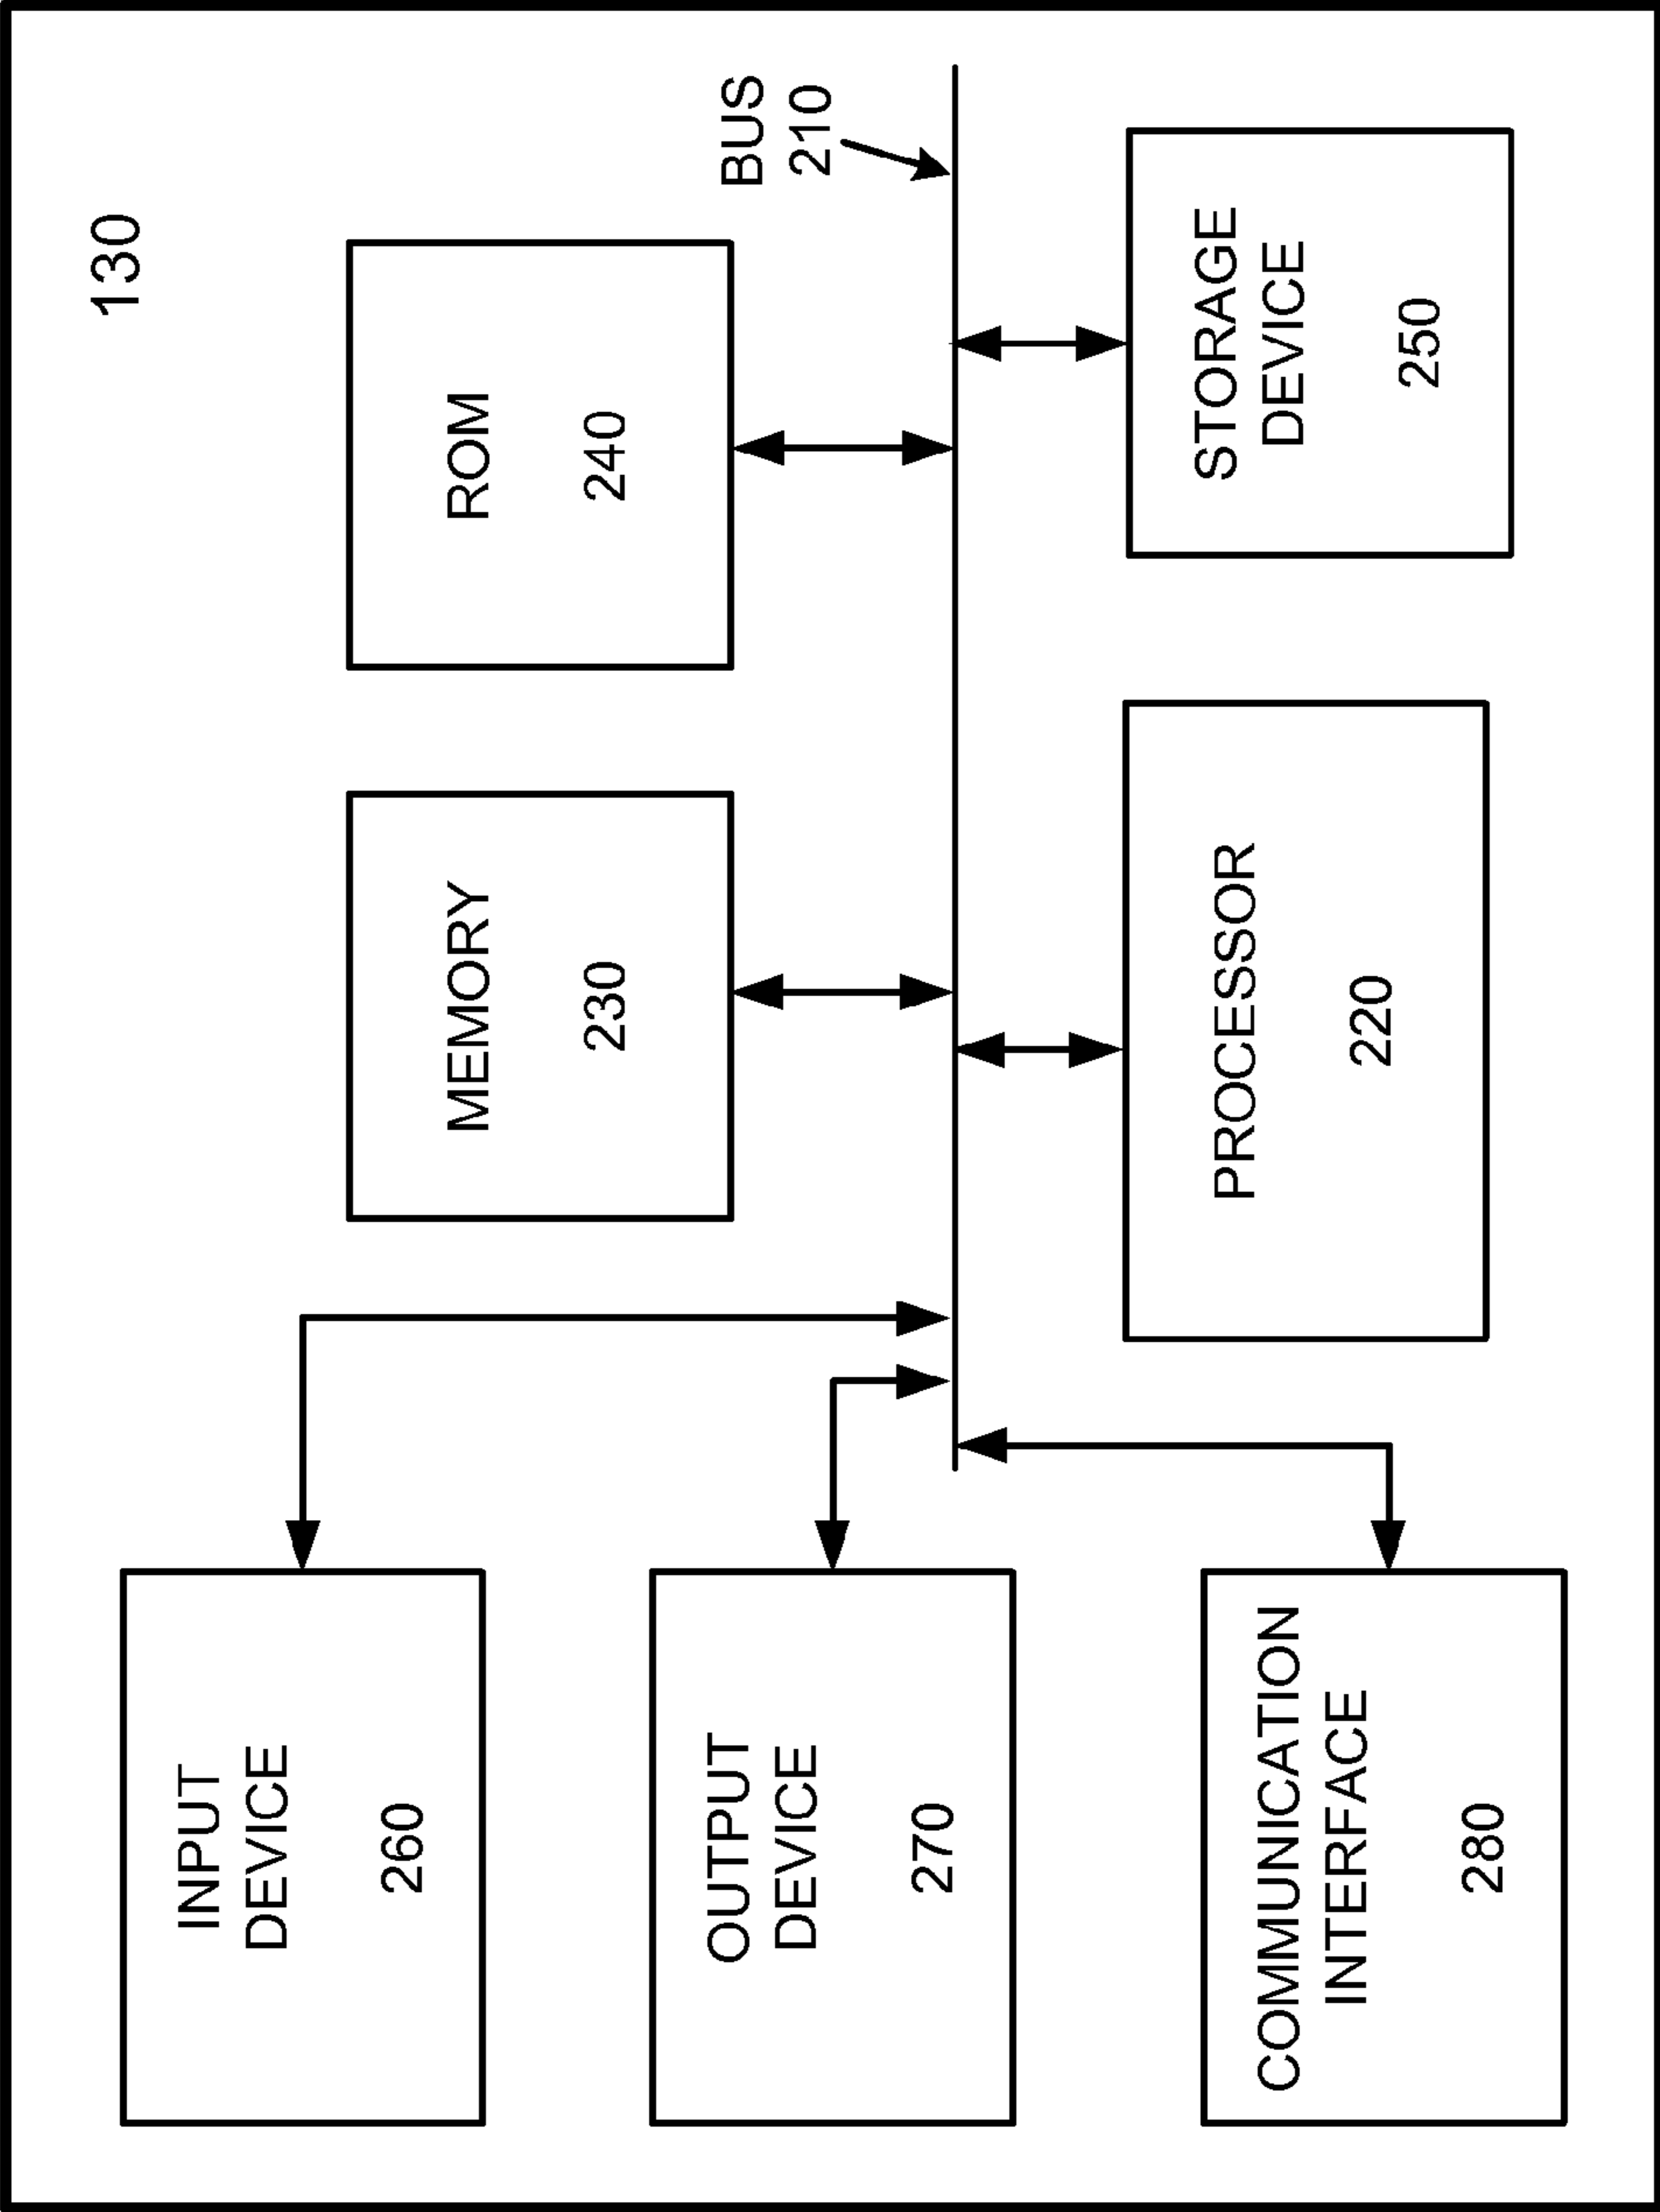 130
INPUT
DEVICE
260
MEMORY
230
ROM
240
OUTPUT
DEVICE
270
BUS
210
COMMUNICATION
INTERFACE
280
PROCESSOR
220
STORAGE
DEVICE
250